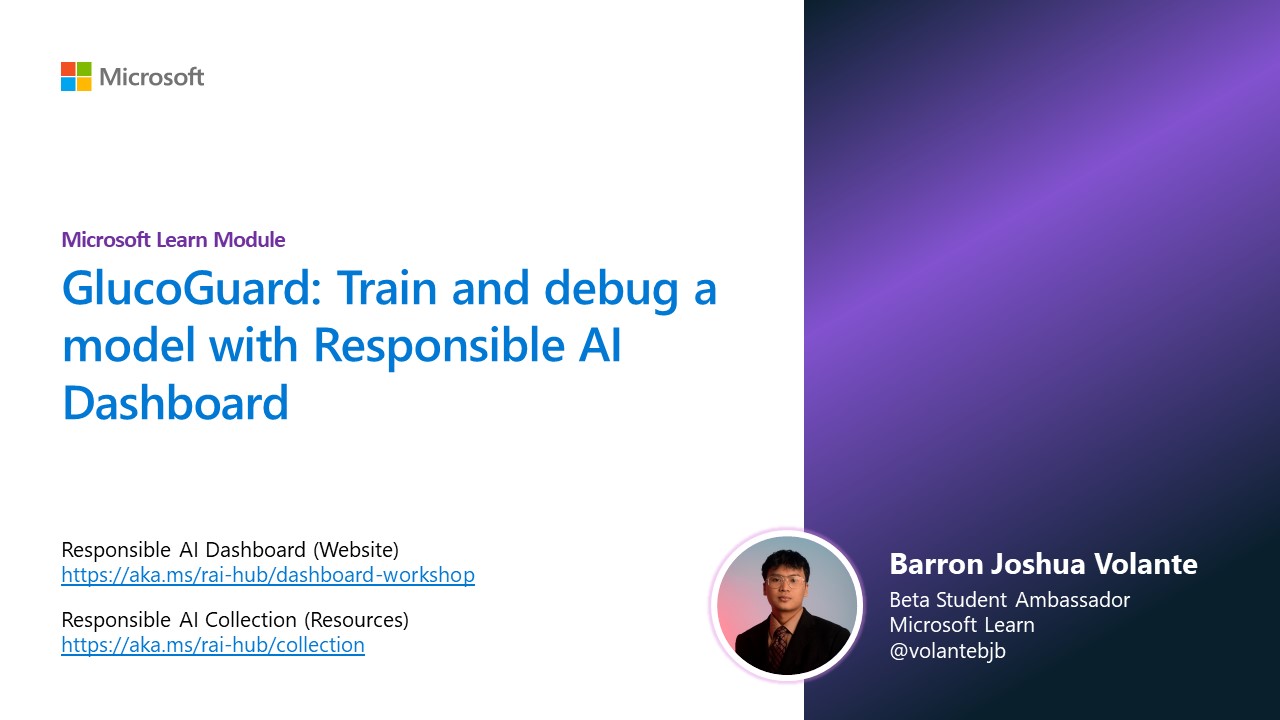 Microsoft
Microsoft Learn Module
GlucoGuard: Train and debug a
model with Responsible AI
Dashboard
Responsible AI Dashboard (Website)
https://aka.ms/rai-hub/dashboard-workshop
Responsible AI Collection (Resources)
https://aka.ms/rai-hub/collection
Barron Joshua Volante
Beta Student Ambassador
Microsoft Learn
@volantebjb